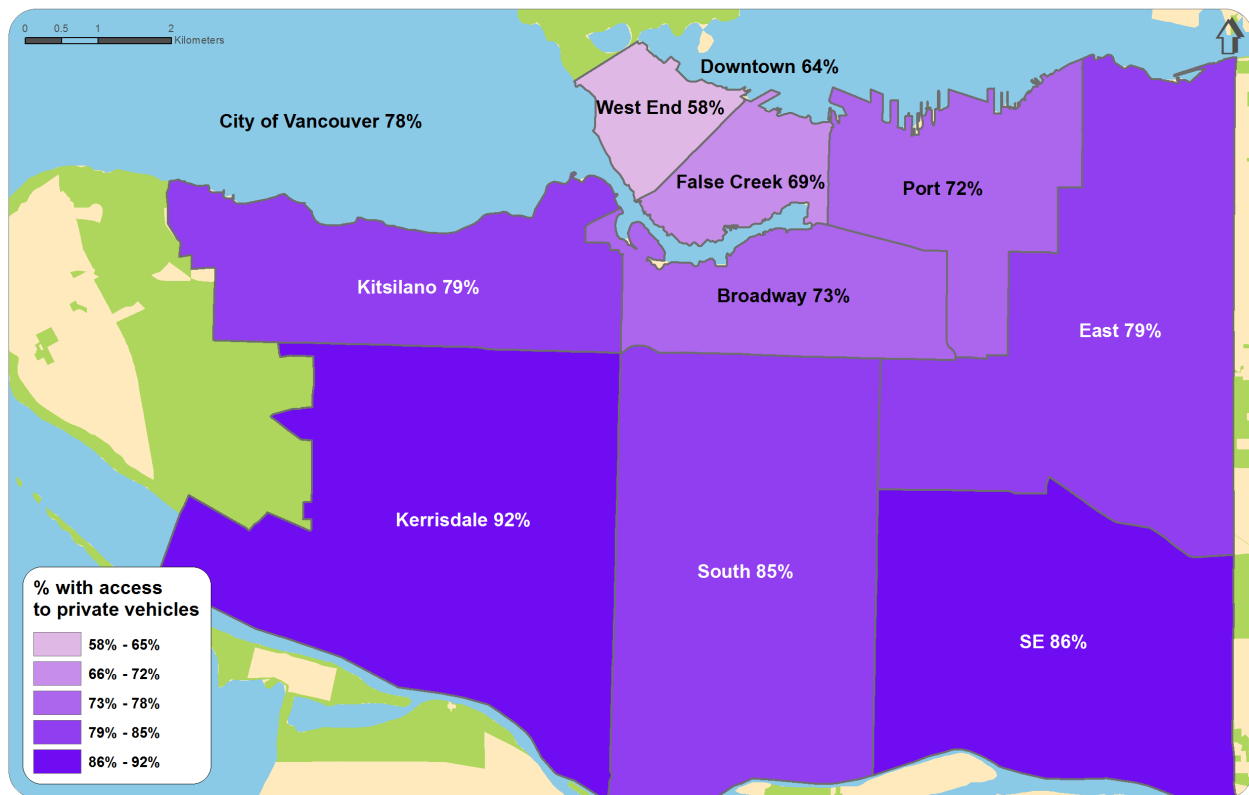 0 0.5 1 2
Kilometers
Downtown 64%
West End 58%
City of Vancouver 78%
False Creek 69%
Port 72%
Kitsilano 79%
Broadway 73%
East 79%
Kerrisdale 92%
South 85%
SE 86%
% with access
to private vehicles
58% - 65%
66% - 72%
73% - 78%
79% - 85%
86% - 92%